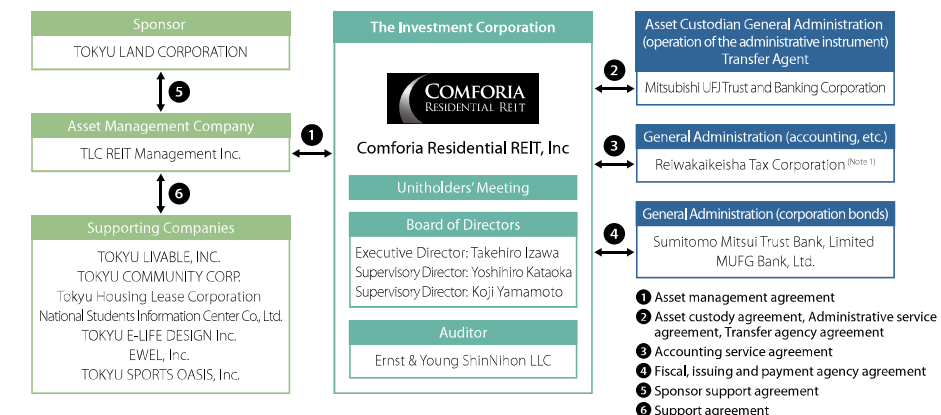 Sponsor
TOKYU LAND CORPORATION
5
Asset Management Company
TLC REIT Management Inc.
6
Supporting Companies
TOKYU LIVABLE, INC.
TOKYU COMMUNITY CORP.
Tokyu Housing Lease Corporation
National Students Information Center Co., Ltd.
TOKYU E-LIFE DESIGN Inc.
EWEL, Inc.
TOKYU SPORTS OASIS, Inc.
1
The Investment Corporation
COMFORIA
RESIDENTIAL REIT
Comforia Residential REIT, Inc
Unitholders' Meeting
Board of Directors
Executive Director: Takehiro Izawa
Supervisory Director: Yoshihiro Kataoka
Supervisory Director: Koji Yamamoto
Auditor
Ernst & Young ShinNihon LLC
2
Asset Custodian General Administration
(operation of the administrative instrument)
Transfer Agent
Mitsubishi UFJ Trust and Banking Corporation
3
General Administration (accounting, etc.)
Reiwakaikeisha Tax Corporation (Note 1)
4
General Administration (corporation bonds)
Sumitomo Mitsui Trust Bank, Limited
MUFG Bank, Ltd.
1 Asset management agreement
2 Asset custody agreement, Administrative service
agreement, Transfer agency agreement
3 Accounting service agreement
4 Fiscal, issuing and payment agency agreement
5 Sponsor support agreement
6 Support agreement